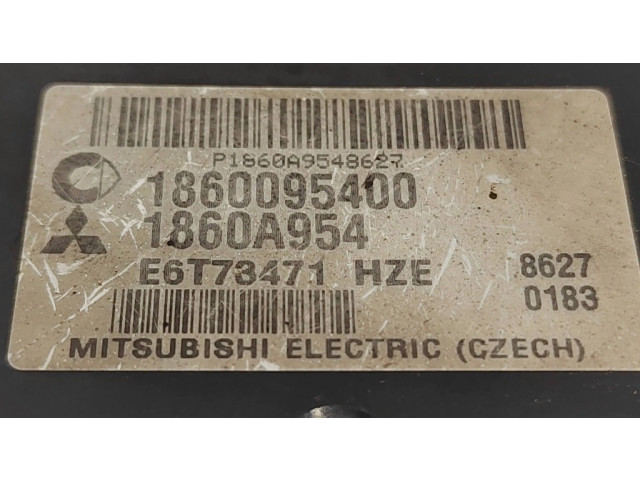 P1860A9548627
1860095400
1860A954
E6T73471 HZE 8627
0183
MITSUBISHI ELECTRIC (CZECH)